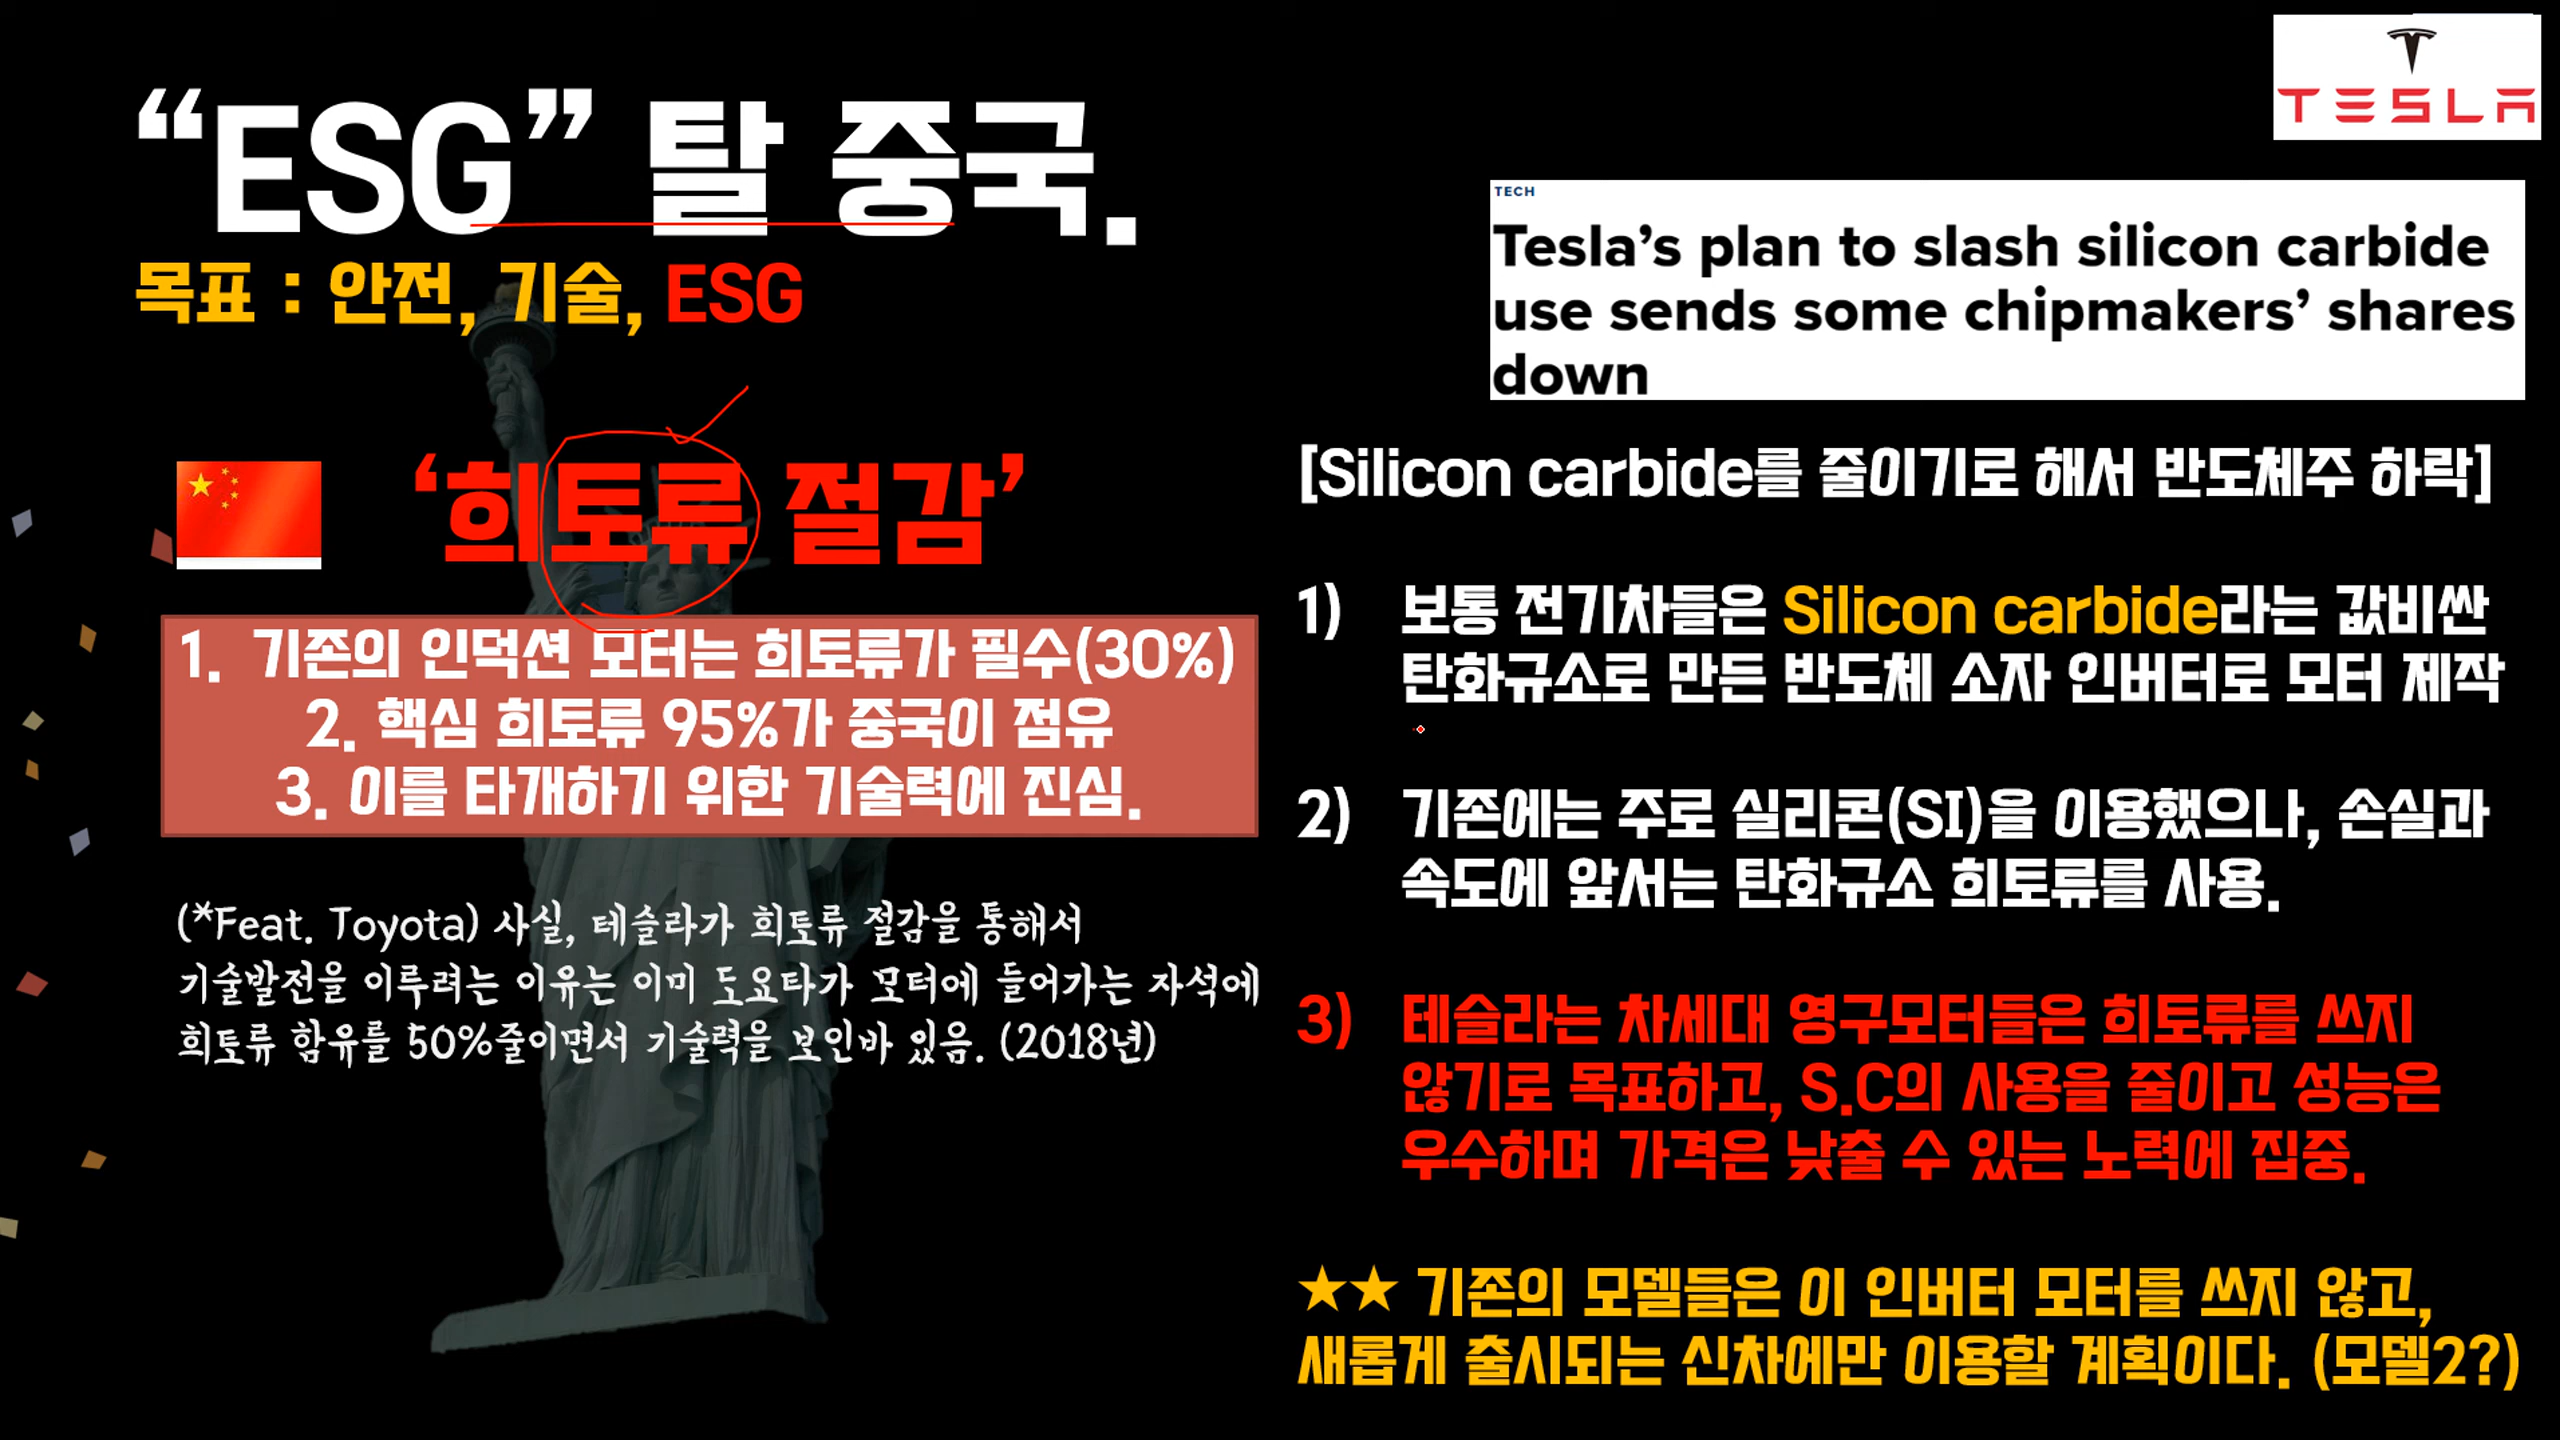 “ESG” 탈 중국.
목표 : 안전, 기술, ESG
‘희토류 절감’
1. 기존의 인덕션 모터는 희토류가 필수(30%)
2. 핵심 희토류 95%가 중국이 점유
3. 이를 타개하기 위한 기술력에 진심.
(*Feat. Toyota) 사실, 테슬라가 희토류 절감을 통해서
기술발전을 이루려는 이유는 이미 도요타가 모터에 들어가는 자석에
희토류 함유를 50%줄이면서 기술력을 보인바 있음. (2018년)
TESLA
TECH
Tesla’s plan to slash silicon carbide
use sends some chipmakers’ shares
down
[Silicon carbide를 줄이기로 해서 반도체주 하락]
1) 보통 전기차들은 Silicon carbide라는 값비싼
탄화규소로 만든 반도체 소자 인버터로 모터 제작
2) 기존에는 주로 실리콘(SI)을 이용했으나, 손실과
속도에 앞서는 탄화규소 희토류를 사용.
3) 테슬라는 차세대 영구모터들은 희토류를 쓰지
않기로 목표하고, S.C의 사용을 줄이고 성능은
우수하며 가격은 낮출 수 있는 노력에 집중.
★★ 기존의 모델들은 이 인버터 모터를 쓰지 않고,
새롭게 출시되는 신차에만 이용할 계획이다. (모델2?)